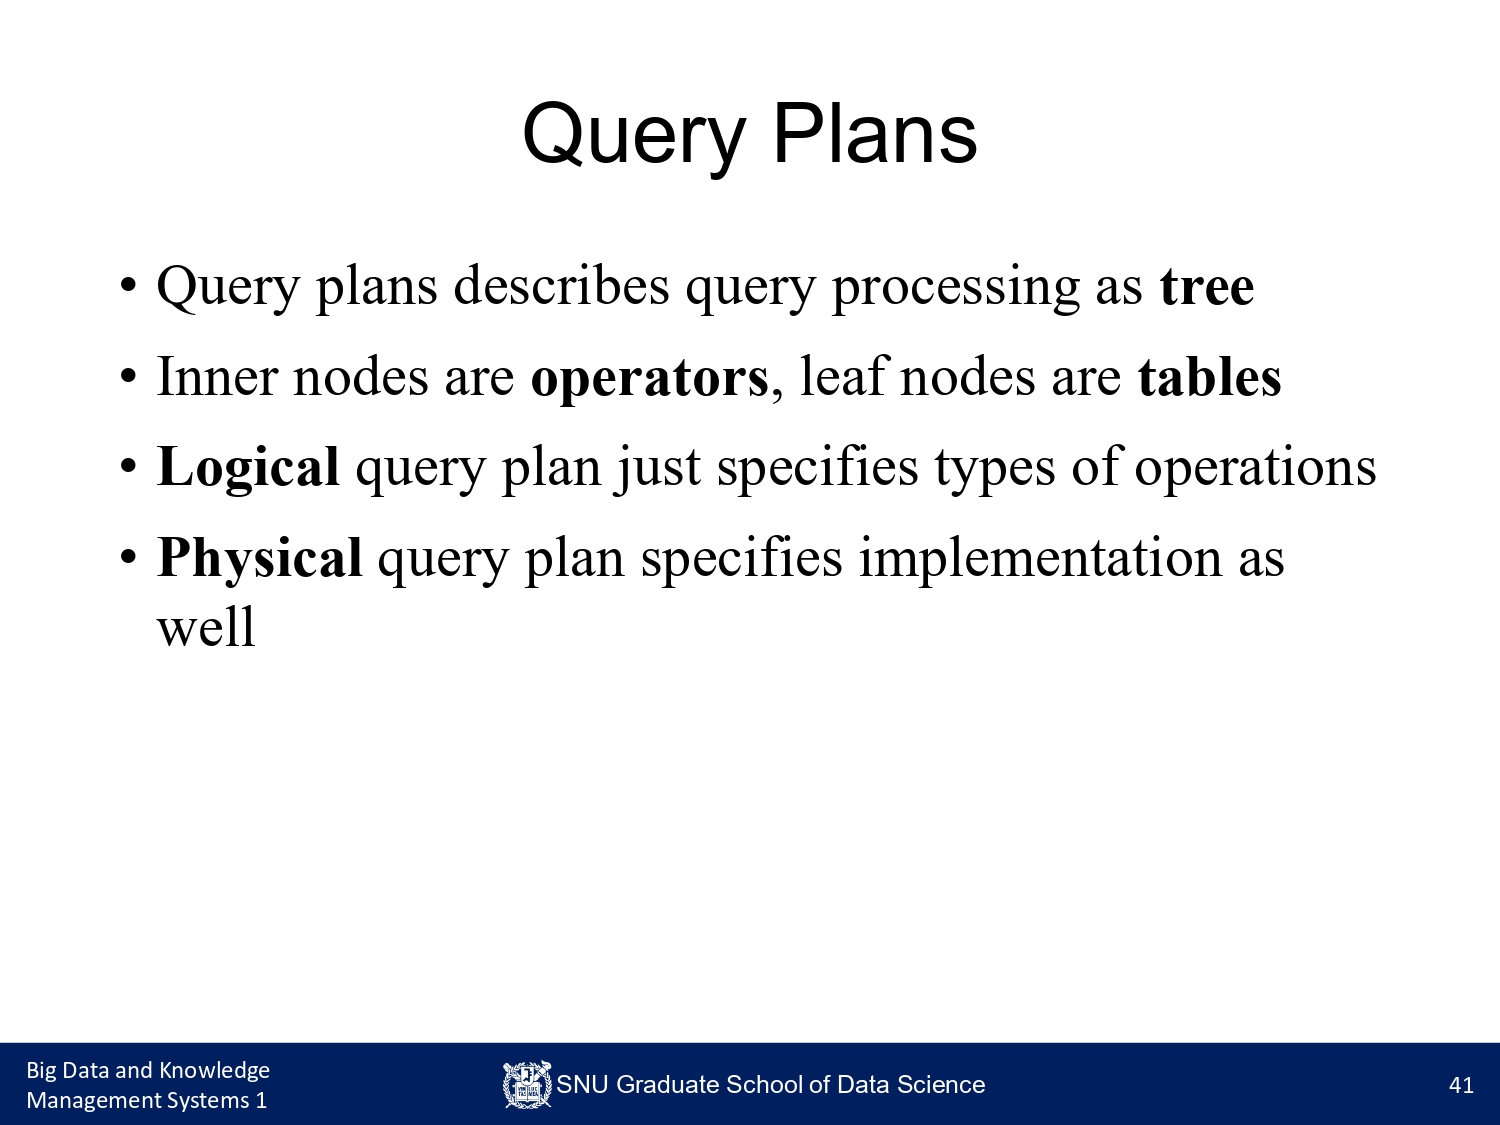 Query Plans
• Query plans describes query processing as tree
• Inner nodes are operators, leaf nodes are tables
• Logical query plan just specifies types of operations
• Physical query plan specifies implementation as
well
Big Data and Knowledge
Management Systems 1
SNU Graduate School of Data Science
41